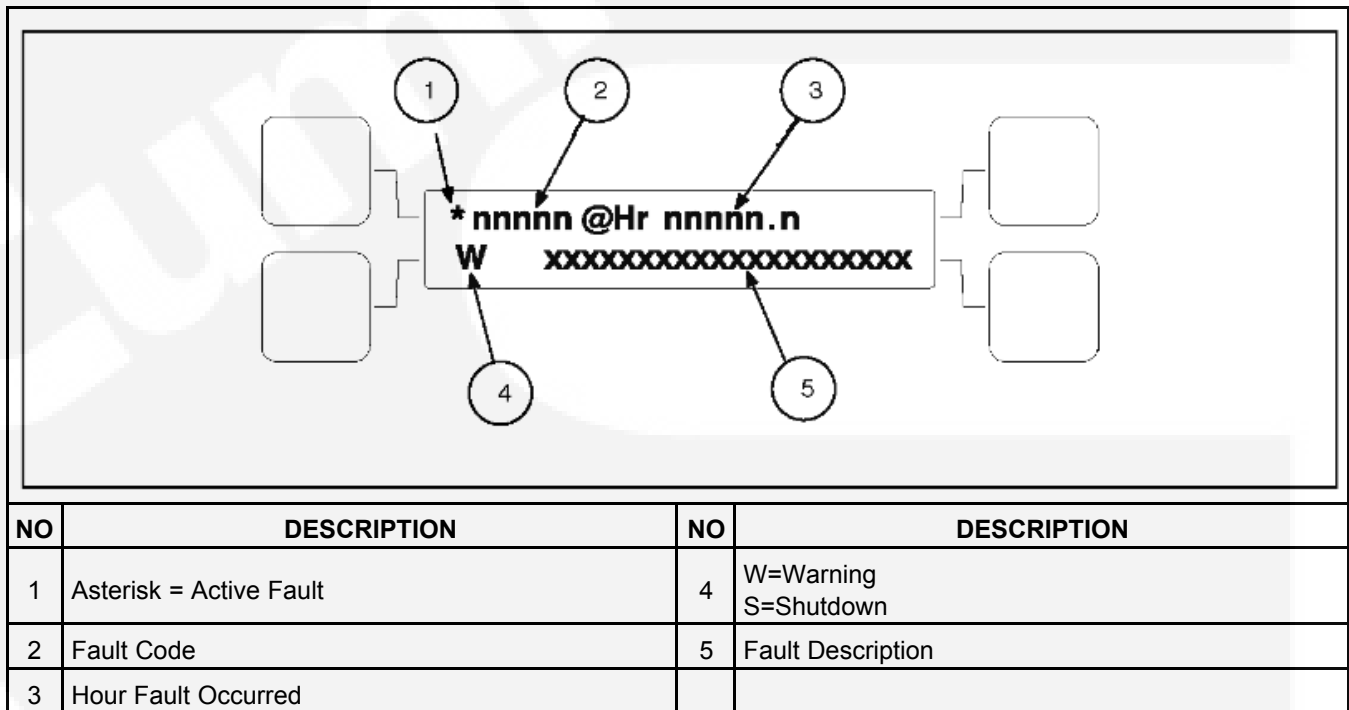 1 2 3
* nnnnn @Hr nnnnn.n
W xxxxxxxxxxxxxxxxxxxxx
4 5
NO DESCRIPTION NO DESCRIPTION
1 Asterisk = Active Fault 4 W=Warning
S=Shutdown
2 Fault Code 5 Fault Description
3 Hour Fault Occurred